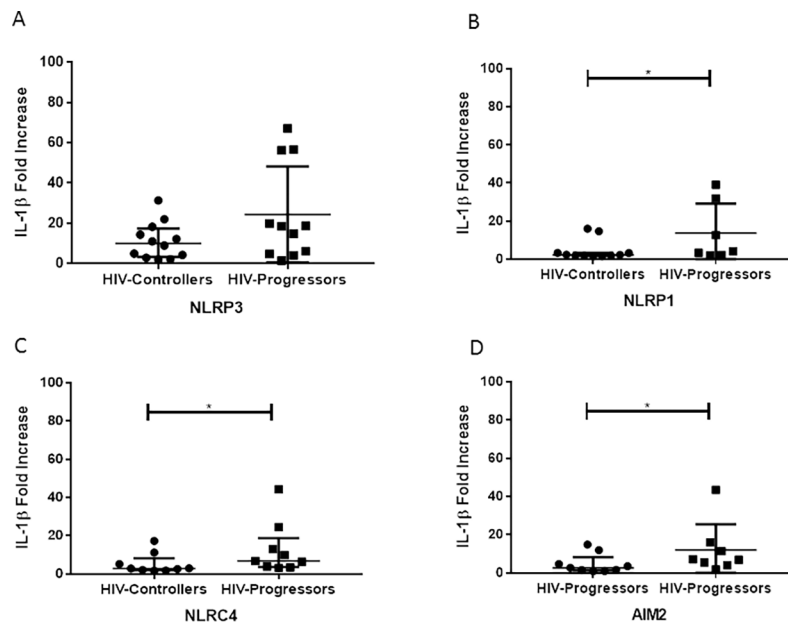 A
IL-1β Fold Increase
100
80
60
40
20
0
HIV-Controllers HIV-Progressors
NLRP3
B
*
IL-1β Fold Increase
100
80
60
40
20
0
HIV-Controllers HIV-Progressors
NLRP1
C
*
IL-1β Fold Increase
100
80
60
40
20
0
HIV-Controllers HIV-Progressors
NLRC4
D
*
IL-1β Fold Increase
100
80
60
40
20
0
HIV-Progressors HIV-Progressors
AIM2